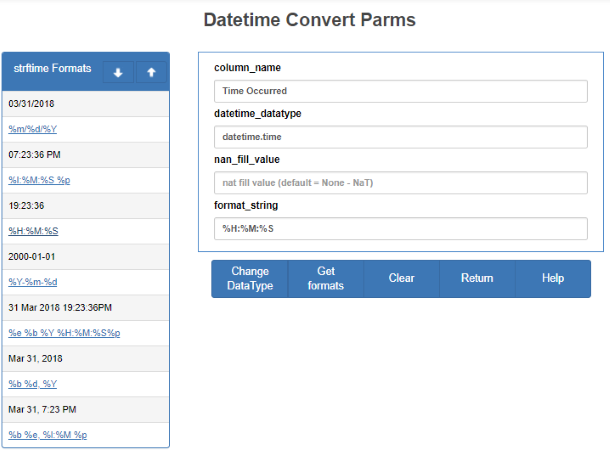 Datetime Convert Parms
strftime Formats
03/31/2018
%m/%d/%Y
07:23:36 PM
%I:%M:%S %p
19:23:36
%H:%M:%S
2000-01-01
%Y-%m-%d
31 Mar 2018 19:23:36PM
%e %b %Y %H:%M:%S%p
Mar 31, 2018
%b %d, %Y
Mar 31, 7:23 PM
%b %e, %I:%M %p
column_name
Time Occurred
datetime_datatype
datetime.time
nan_fill_value
nat fill value (default = None - NaT)
format_string
%H:%M:%S
Change DataType
Get formats
Clear
Return
Help